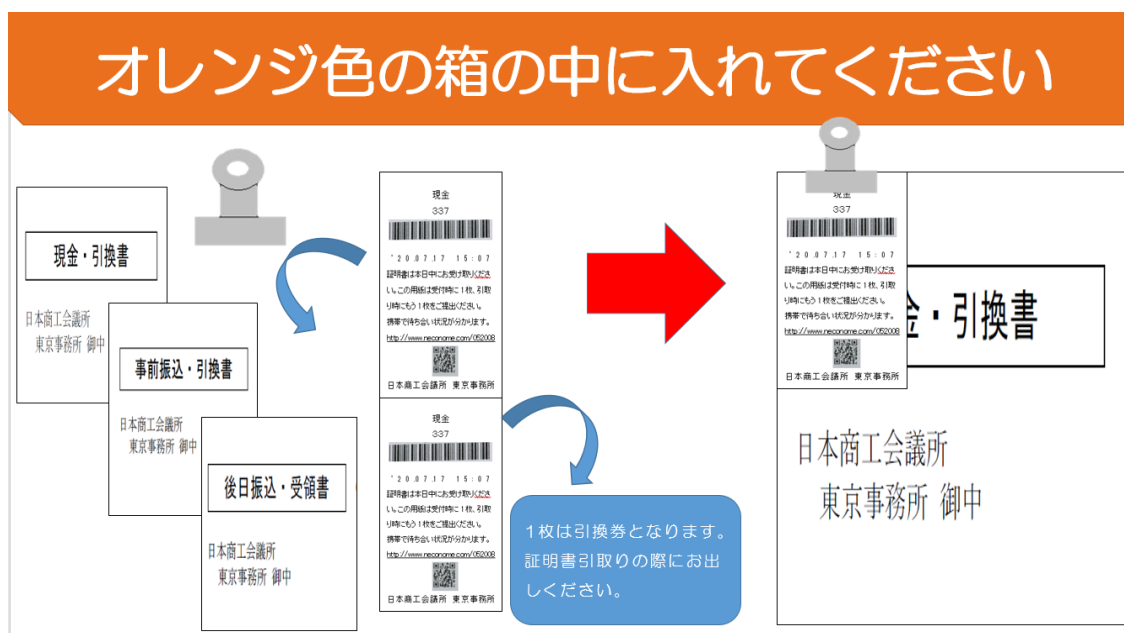 オレンジ色の箱の中に入れてください
現金・引換書
日本商工会議所
東京事務所 御中
事前振込・引換書
日本商工会議所
東京事務所 御中
後日振込・受領書
日本商工会議所
東京事務所 御中
現金
337
'20.07.17 15:07
証明書は本日中にお受け取りくださ
い。この用紙は受付時に1枚、引取
り時にもう1枚をご提出ください。
携帯で待ち合い状況が分かります。
http://www.neconome.com/052008
日本商工会議所 東京事務所
現金
337
'20.07.17 15:07
証明書は本日中にお受け取りくださ
い。この用紙は受付時に1枚、引取
り時にもう1枚をご提出ください。
携帯で待ち合い状況が分かります。
http://www.neconome.com/052008
日本商工会議所 東京事務所
1枚は引換券となります。
証明書引取りの際にお出
しください。
現金
337
'20.07.17 15:07
証明書は本日中にお受け取りくださ
い。この用紙は受付時に1枚、引取
り時にもう1枚をご提出ください。
携帯で待ち合い状況が分かります。
http://www.neconome.com/052008
日本商工会議所 東京事務所
金・引換書
日本商工会議所
東京事務所 御中